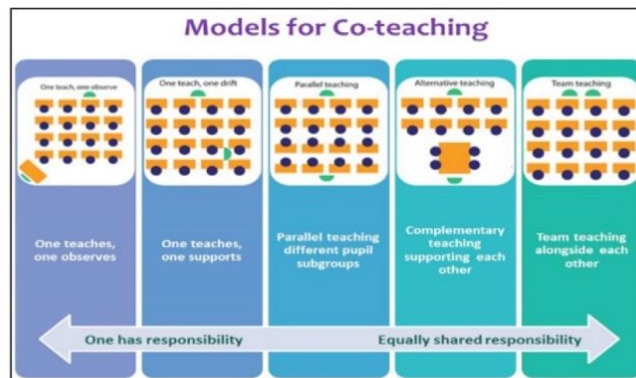 Models for Co-teaching
One teach, one observe
One teach, one drift
Parallel teaching
Alternative teaching
Team teaching
One teaches,
one observes
One teaches,
one supports
Parallel teaching
different pupil
subgroups
Complementary
teaching
supporting each
other
Team teaching
alongside each
other
One has responsibility
Equally shared responsibility